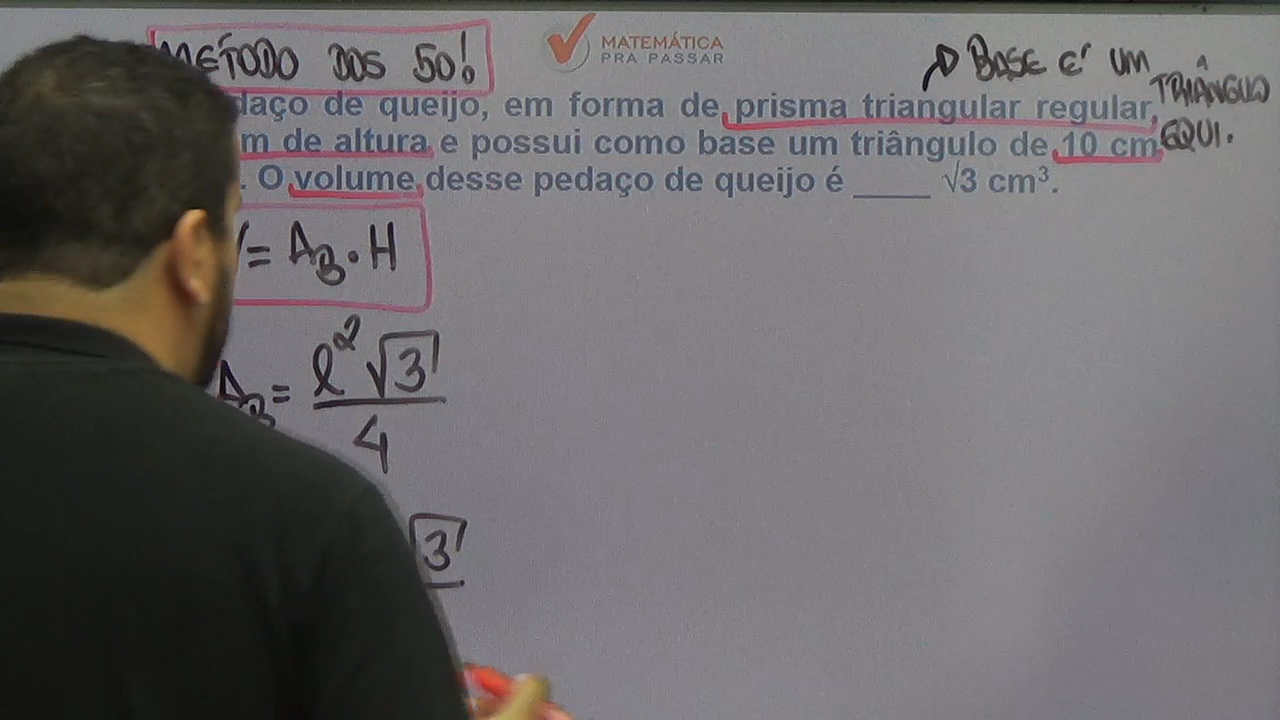 MÉTODO DOS 50!
MATEMÁTICA
PRA PASSAR
BASE É UM
TRIÂNGULO
EQUI.
daço de queijo, em forma de prisma triangular regular,
m de altura e possui como base um triângulo de 10 cm
. O volume desse pedaço de queijo é _____ √3 cm³.
= AB . H
AB = l²√3
4
√3